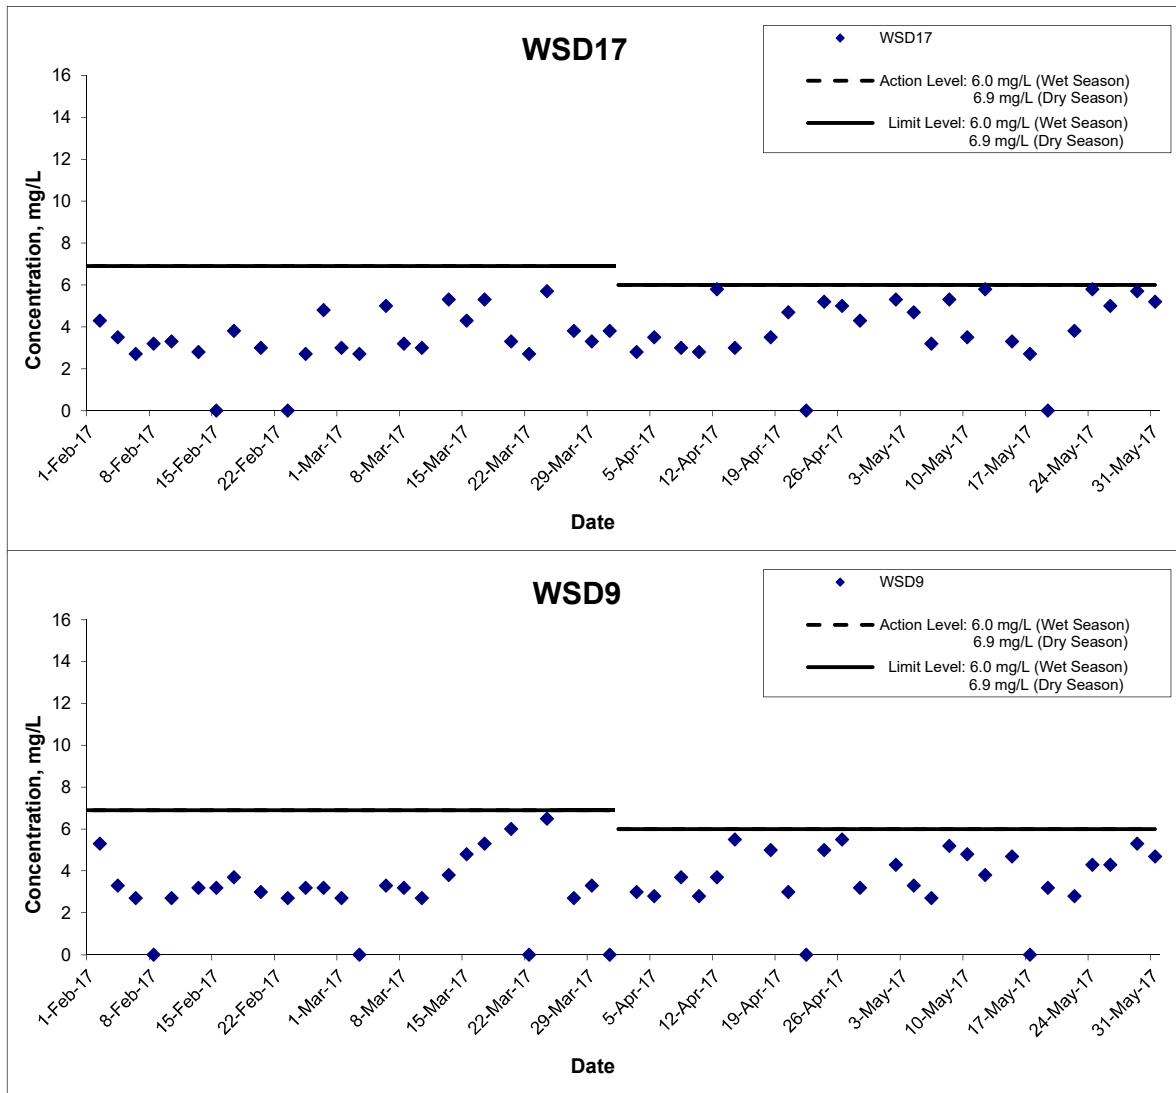 WSD17
WSD17
Action Level: 6.0 mg/L (Wet Season)
6.9 mg/L (Dry Season)
Limit Level: 6.0 mg/L (Wet Season)
6.9 mg/L (Dry Season)
Concentration, mg/L
16
14
12
10
8
6
4
2
0
1-Feb-17
8-Feb-17
15-Feb-17
22-Feb-17
1-Mar-17
8-Mar-17
15-Mar-17
22-Mar-17
29-Mar-17
5-Apr-17
12-Apr-17
19-Apr-17
26-Apr-17
3-May-17
10-May-17
17-May-17
24-May-17
31-May-17
Date
WSD9
WSD9
Action Level: 6.0 mg/L (Wet Season)
6.9 mg/L (Dry Season)
Limit Level: 6.0 mg/L (Wet Season)
6.9 mg/L (Dry Season)
Concentration, mg/L
16
14
12
10
8
6
4
2
0
1-Feb-17
8-Feb-17
15-Feb-17
22-Feb-17
1-Mar-17
8-Mar-17
15-Mar-17
22-Mar-17
29-Mar-17
5-Apr-17
12-Apr-17
19-Apr-17
26-Apr-17
3-May-17
10-May-17
17-May-17
24-May-17
31-May-17
Date